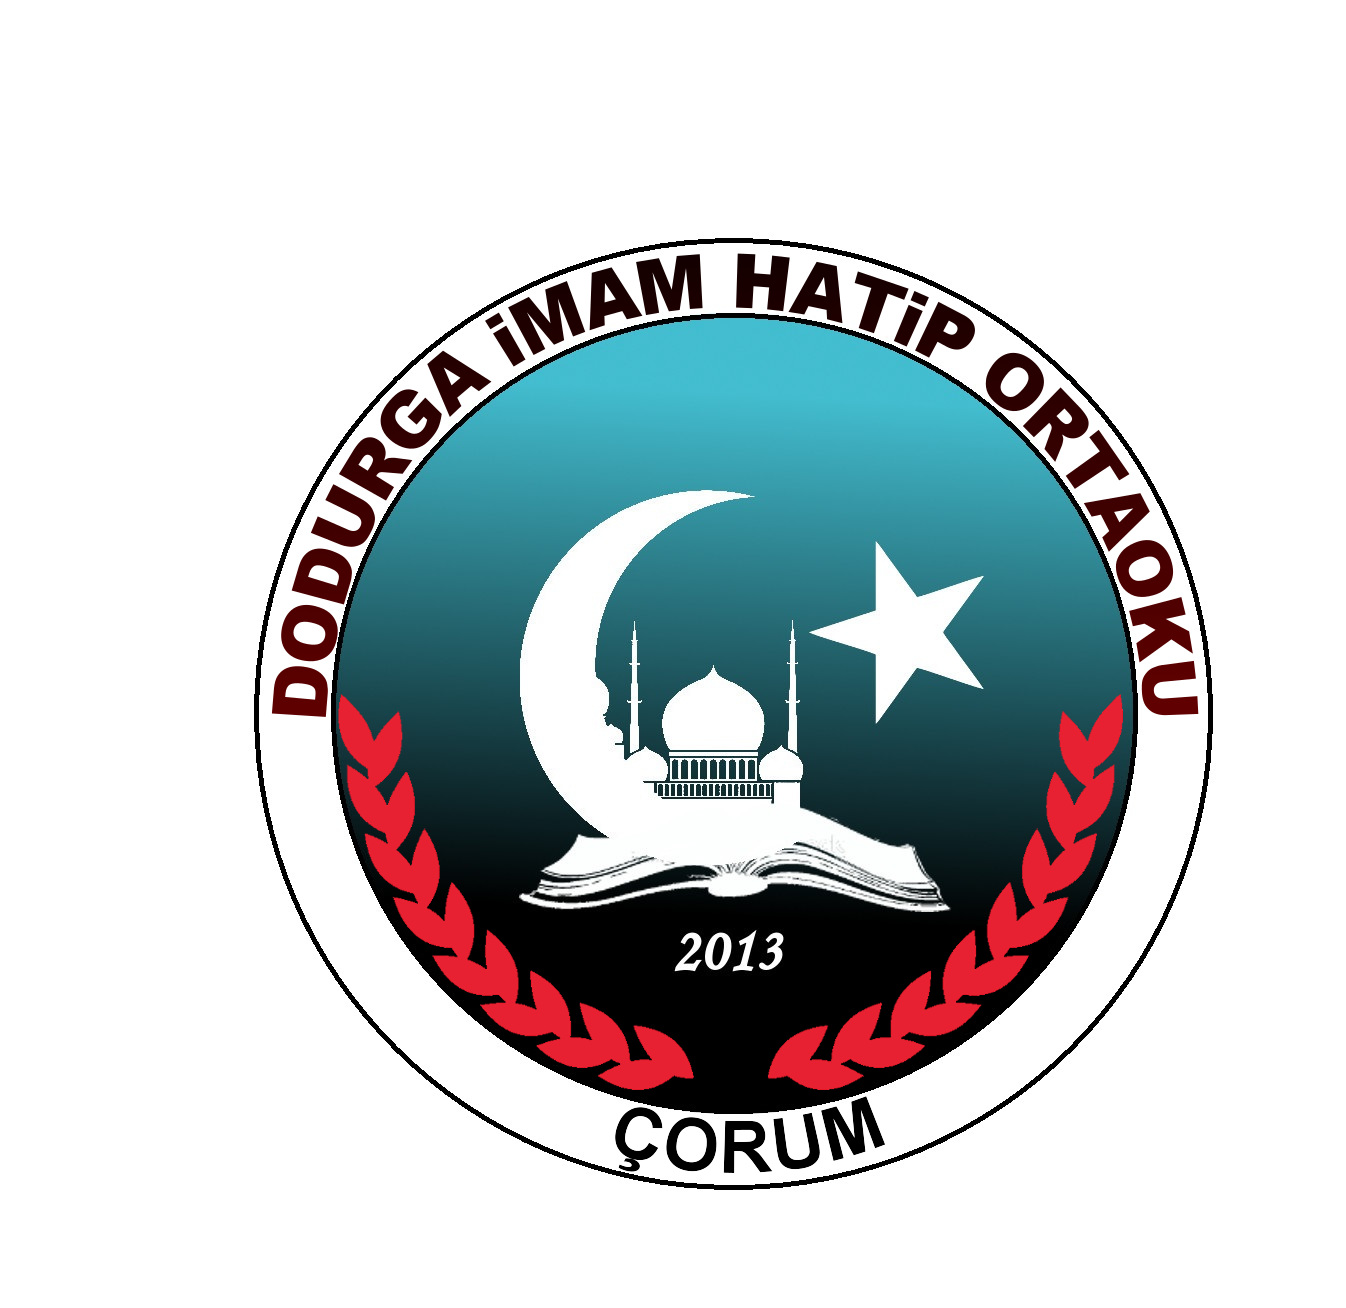 DODURGA İMAM HATİP ORTAOKU
2013
ÇORUM